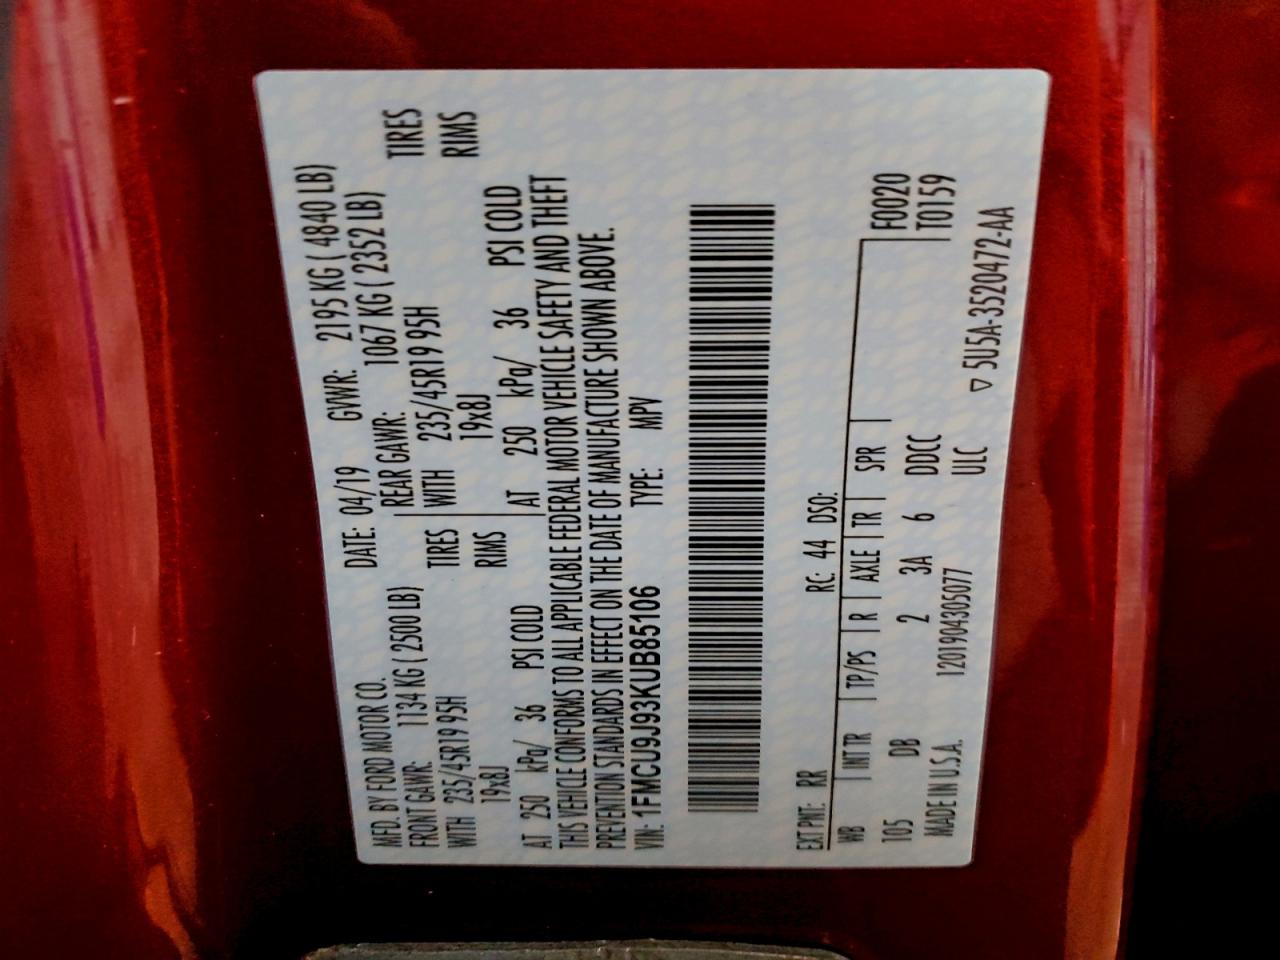 MFD. BY FORD MOTOR CO. DATE: 04/19 GVWR: 2195 KG ( 4840 LB)
FRONT GAWR: 1134 KG ( 2500 LB) REAR GAWR: 1067 KG ( 2352 LB)
WITH 235/45R19 95H TIRES WITH 235/45R19 95H TIRES
19x8J RIMS 19x8J RIMS
AT 250 kPa/ 36 PSI COLD AT 250 kPa/ 36 PSI COLD
THIS VEHICLE CONFORMS TO ALL APPLICABLE FEDERAL MOTOR VEHICLE SAFETY AND THEFT
PREVENTION STANDARDS IN EFFECT ON THE DATE OF MANUFACTURE SHOWN ABOVE.
VIN: 1FMCU9J93KUB85106 TYPE: MPV
EXT PNT: RR RC: 44 DSO:
WB INT TR TP/PS R AXLE TR SPR F0020
105 DB 2 3A 6 DDCC T0159
MADE IN U.S.A. 1201904305077 ULC ▽ 5U5A-3520472-AA